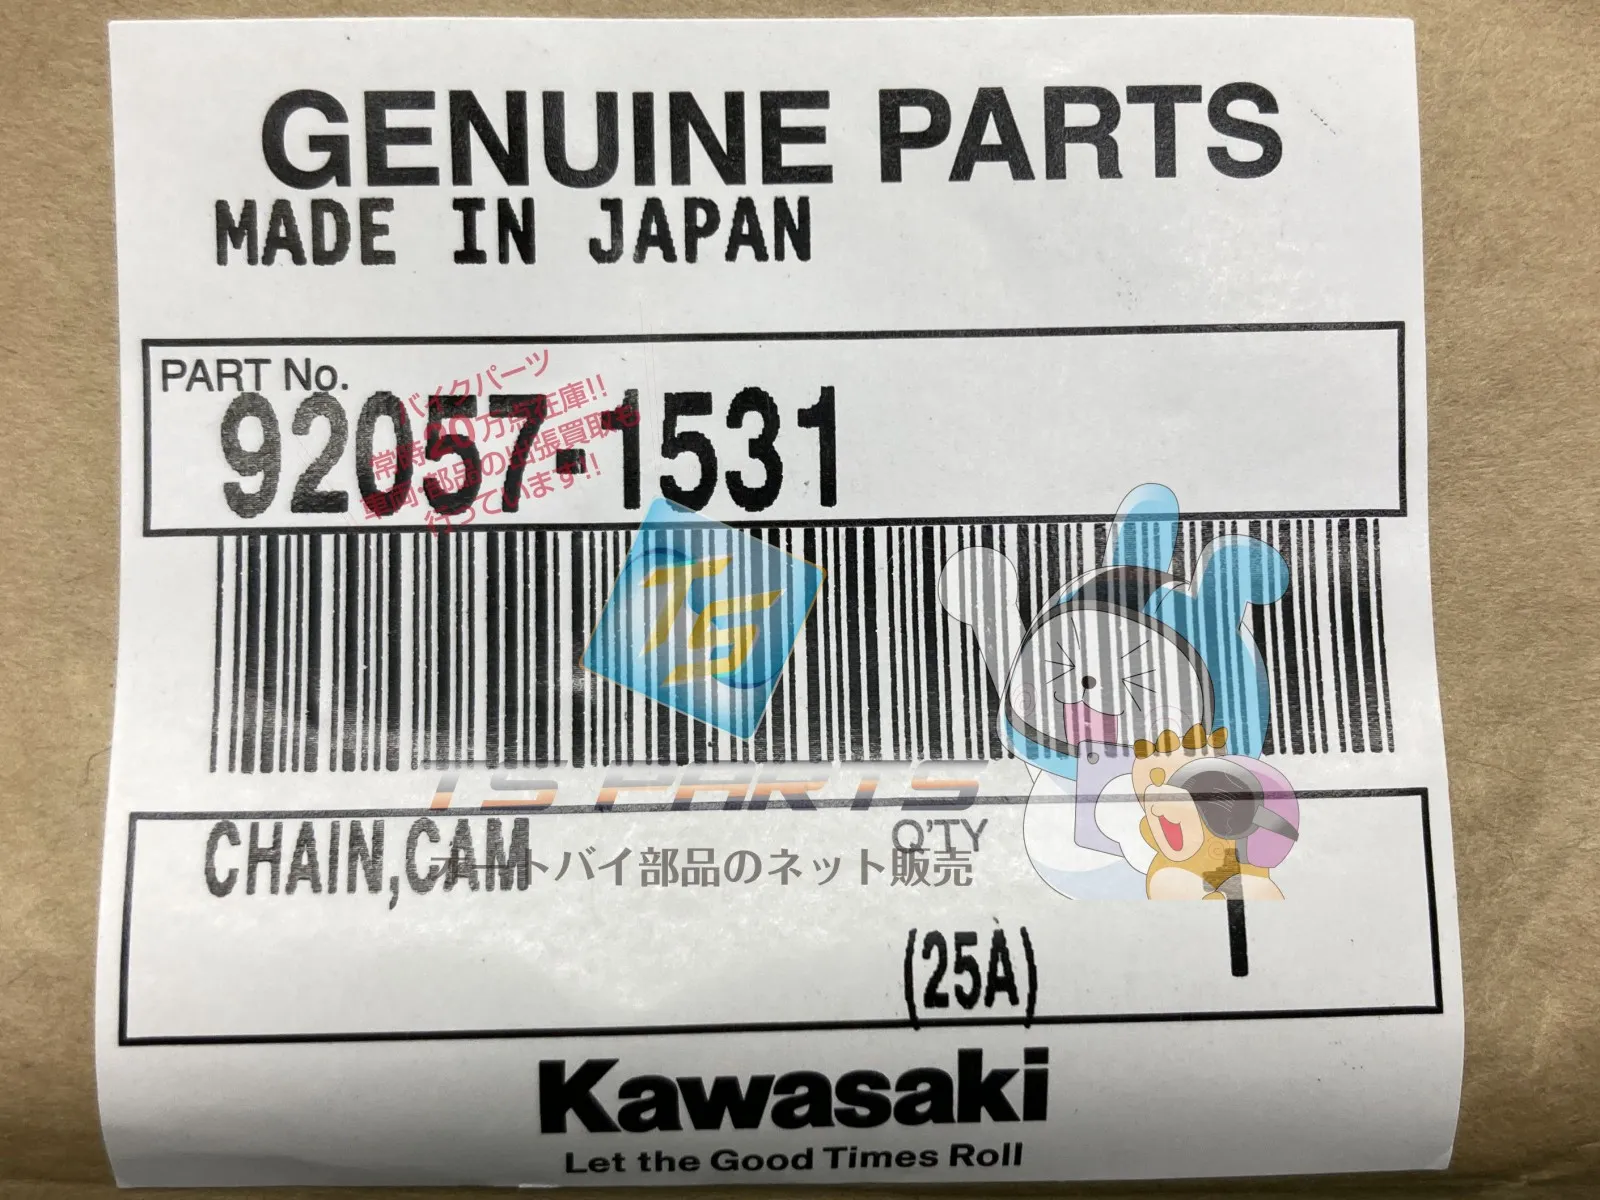 GENUINE PARTS
MADE IN JAPAN
PART No.
92057-1531
バイクパーツ
常時20万点在庫!!
車両・部品の出張買取も
行っています!!
TS
TS PARTS
CHAIN,CAM
Q'TY
オートバイ部品のネット販売
1
(25A)
Kawasaki
Let the Good Times Roll